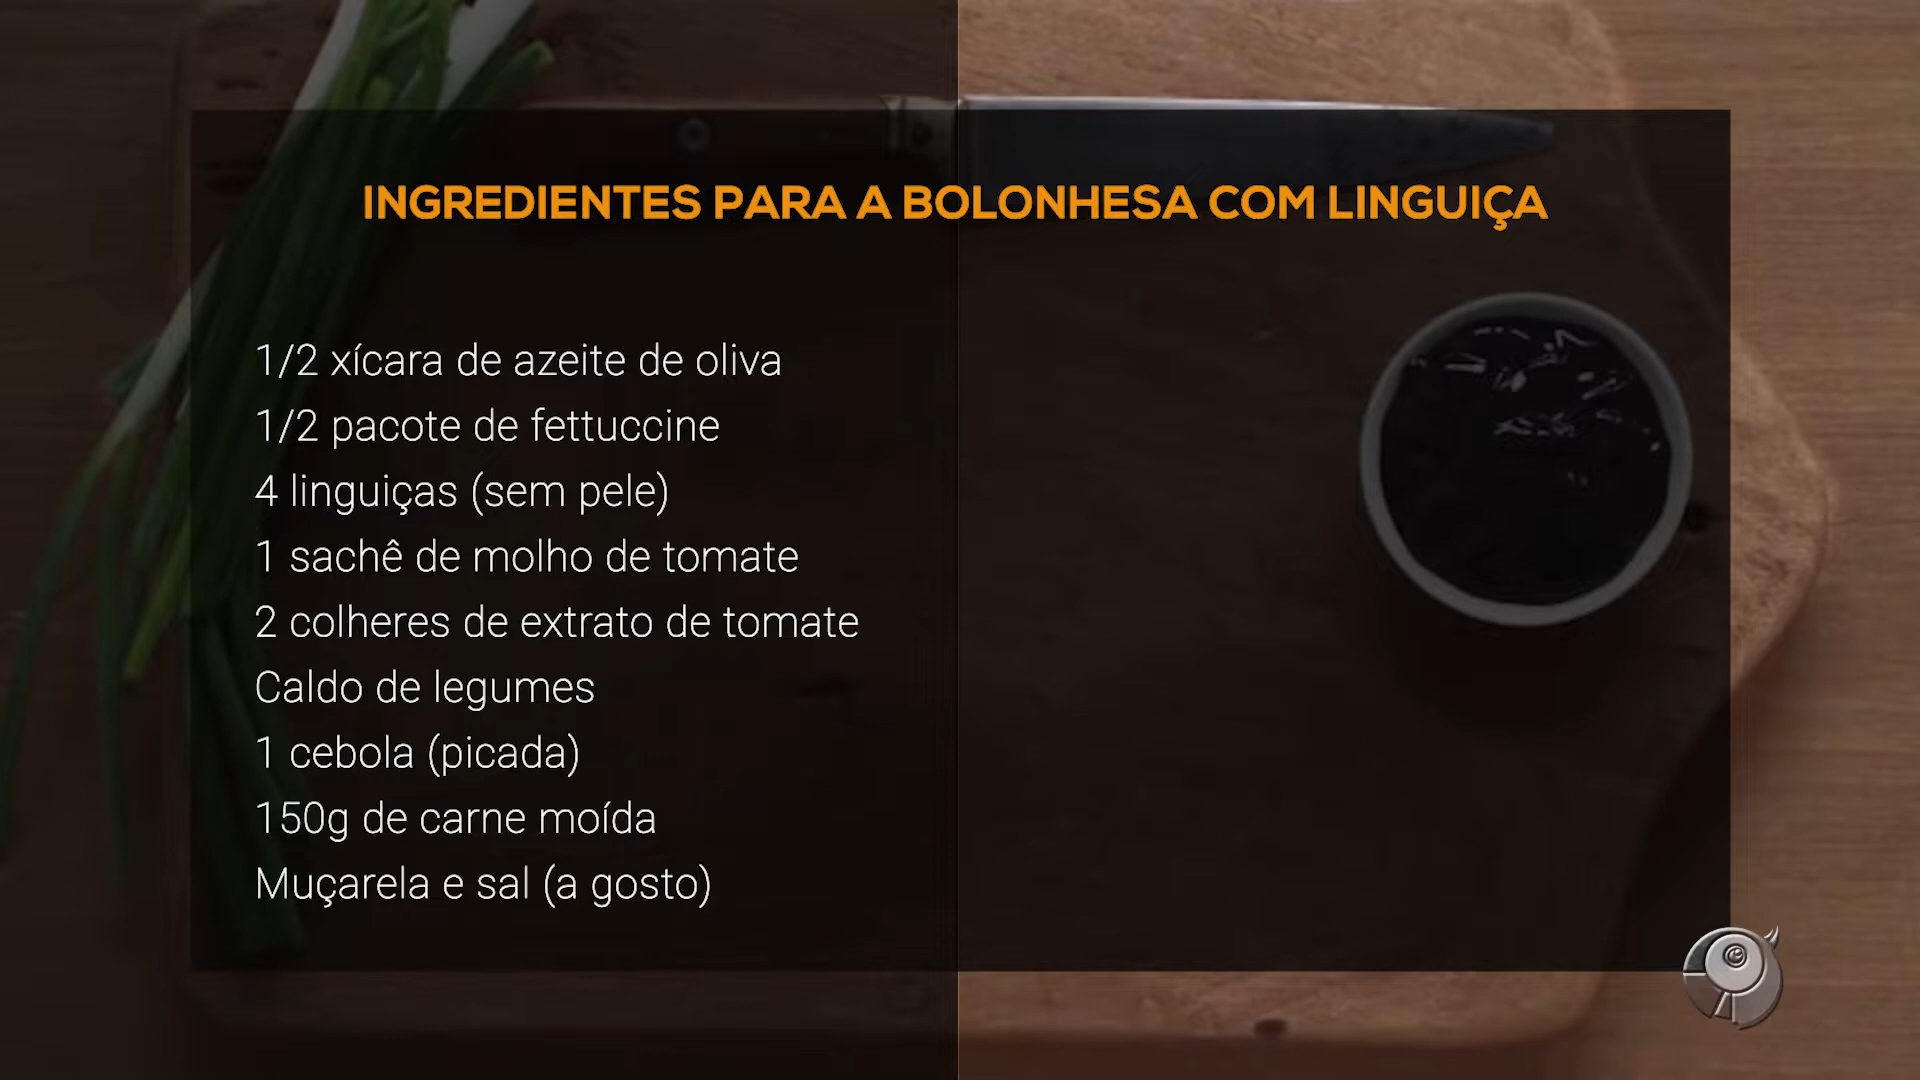 INGREDIENTES PARA A BOLONHESA COM LINGUIÇA
1/2 xícara de azeite de oliva
1/2 pacote de fettuccine
4 linguiças (sem pele)
1 sachê de molho de tomate
2 colheres de extrato de tomate
Caldo de legumes
1 cebola (picada)
150g de carne moída
Muçarela e sal (a gosto)